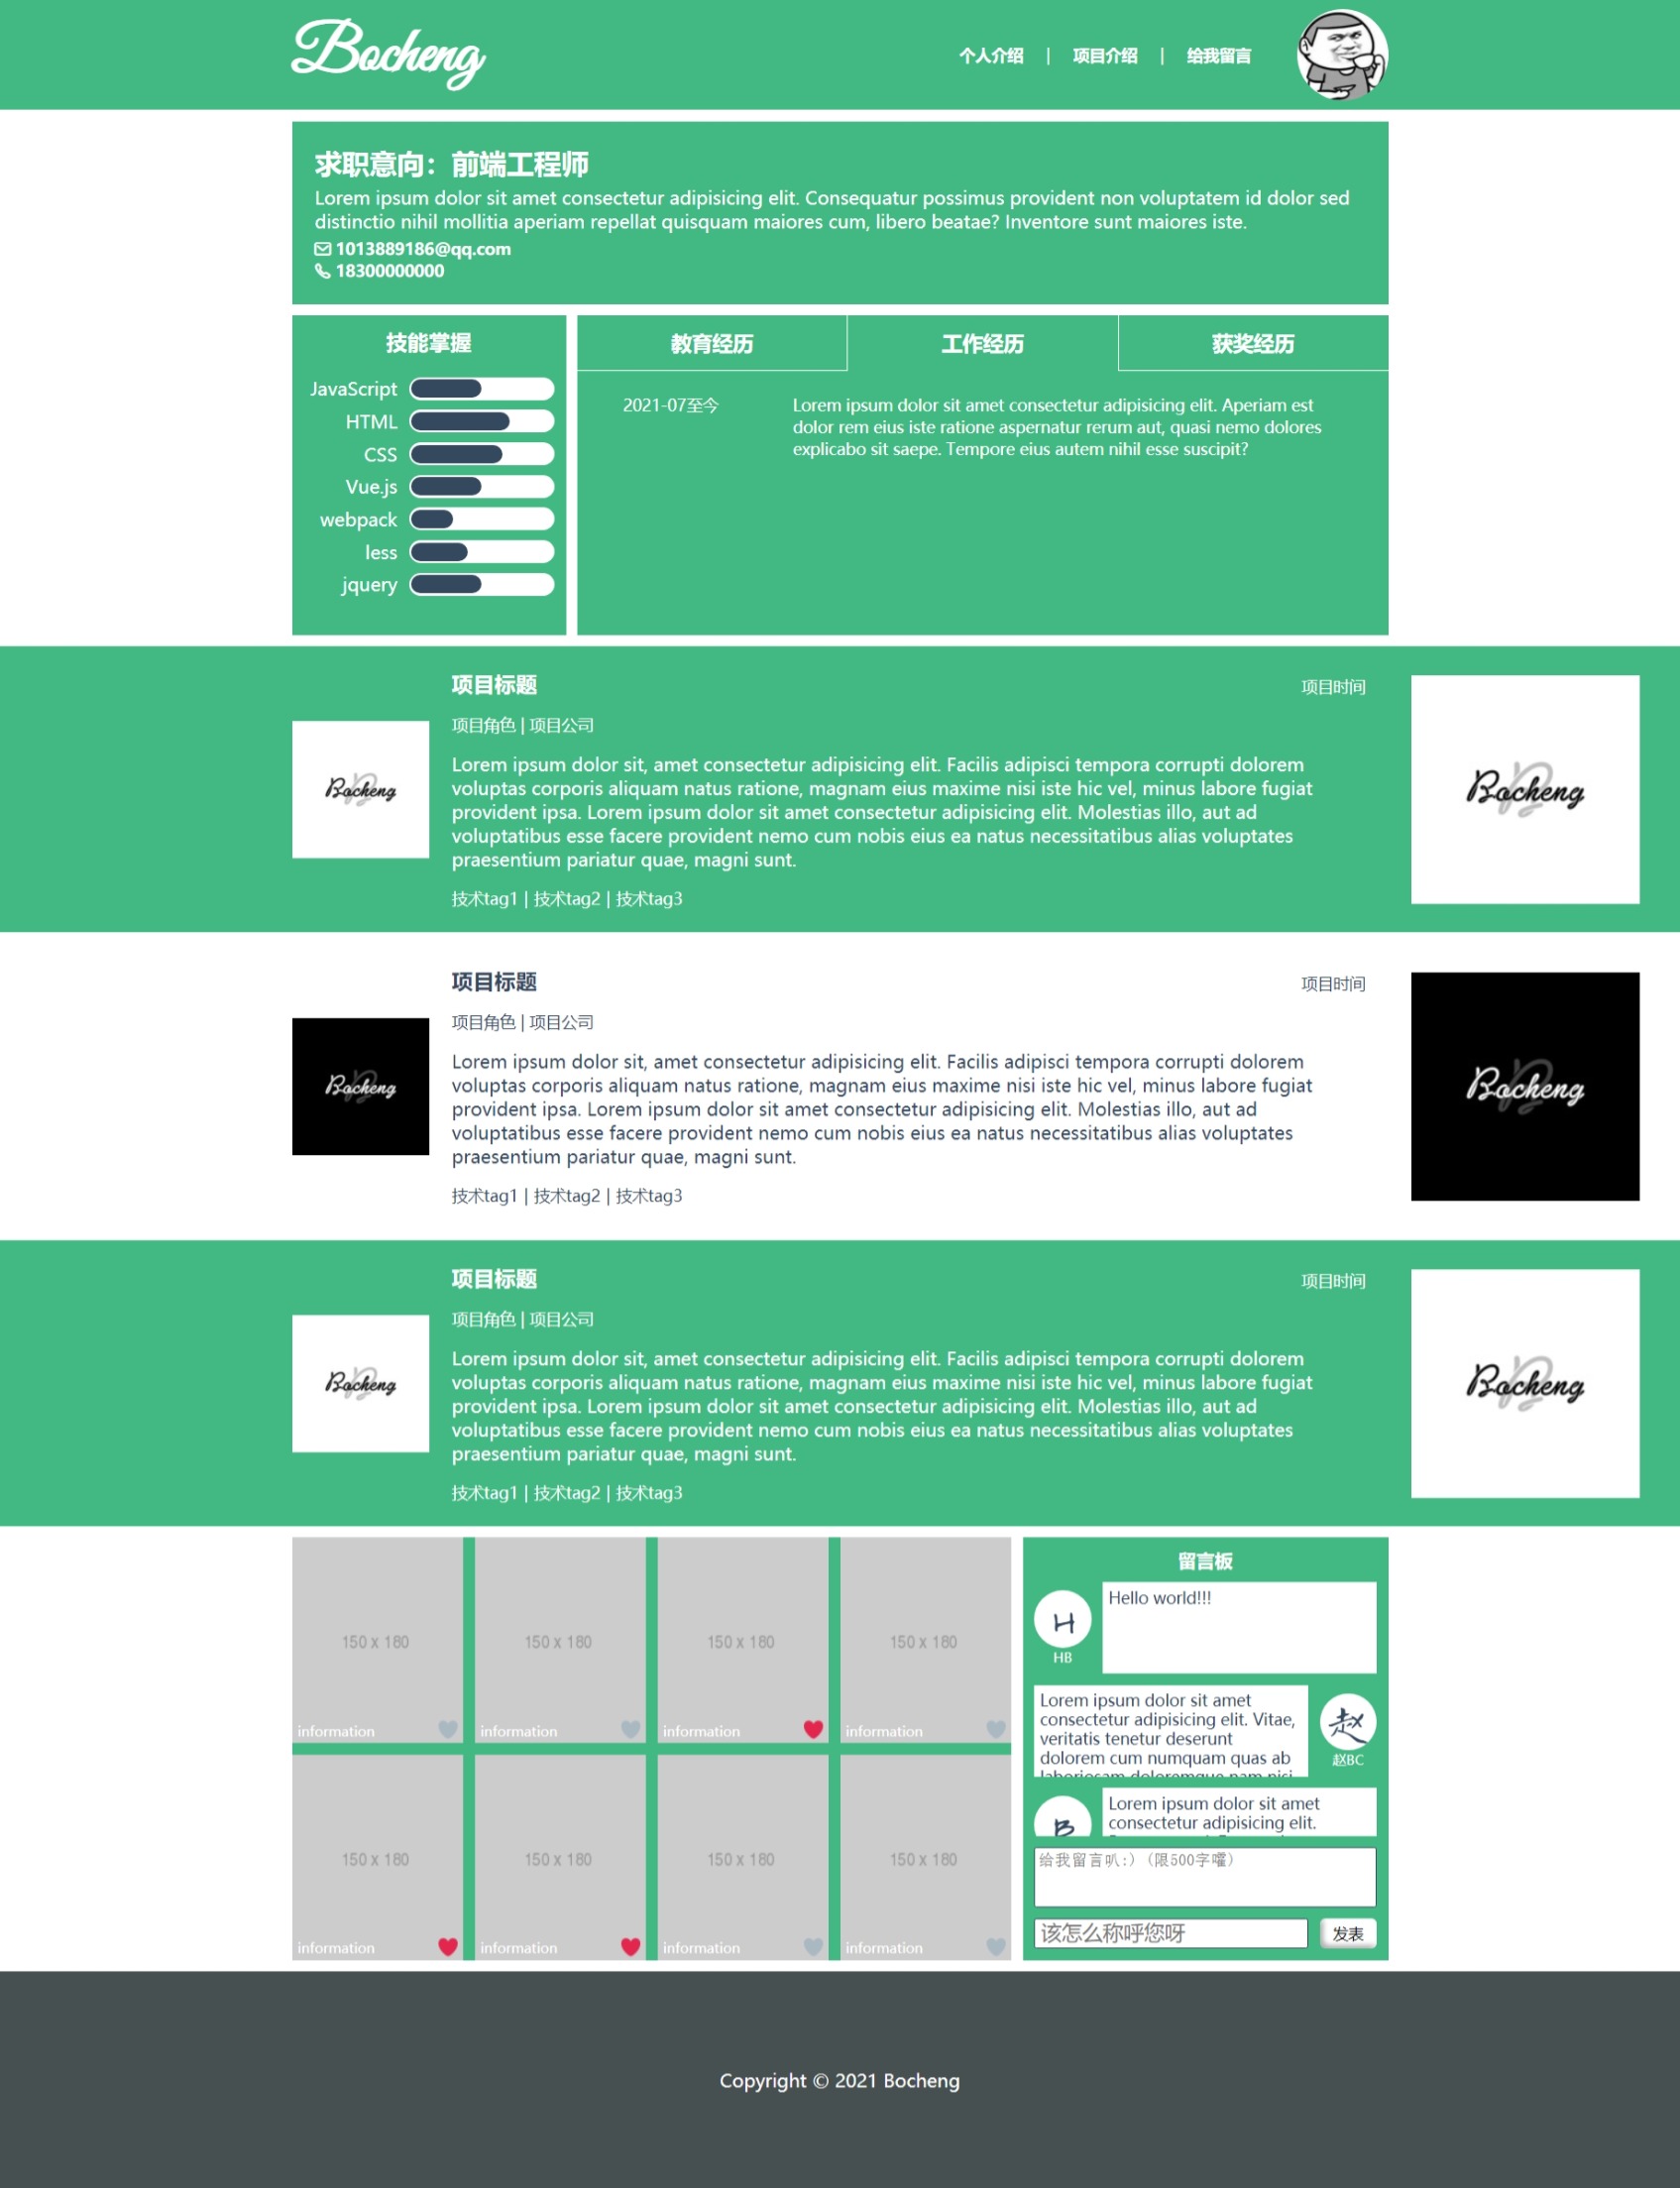 Bocheng
个人介绍 | 项目介绍 | 给我留言
求职意向：前端工程师
Lorem ipsum dolor sit amet consectetur adipisicing elit. Consequatur possimus provident non voluptatem id dolor sed
distinctio nihil mollitia aperiam repellat quisquam maiores cum, libero beatae? Inventore sunt maiores iste.
1013889186@qq.com
18300000000
技能掌握
JavaScript
HTML
CSS
Vue.js
webpack
less
jquery
教育经历 工作经历 获奖经历
2021-07至今
Lorem ipsum dolor sit amet consectetur adipisicing elit. Aperiam est
dolor rem eius iste ratione aspernatur rerum aut, quasi nemo dolores
explicabo sit saepe. Tempore eius autem nihil esse suscipit?
Bocheng
项目标题 项目时间
项目角色 | 项目公司
Lorem ipsum dolor sit, amet consectetur adipisicing elit. Facilis adipisci tempora corrupti dolorem
voluptas corporis aliquam natus ratione, magnam eius maxime nisi iste hic vel, minus labore fugiat
provident ipsa. Lorem ipsum dolor sit amet consectetur adipisicing elit. Molestias illo, aut ad
voluptatibus esse facere provident nemo cum nobis eius ea natus necessitatibus alias voluptates
praesentium pariatur quae, magni sunt.
技术tag1 | 技术tag2 | 技术tag3
Bocheng
Bocheng
项目标题 项目时间
项目角色 | 项目公司
Lorem ipsum dolor sit, amet consectetur adipisicing elit. Facilis adipisci tempora corrupti dolorem
voluptas corporis aliquam natus ratione, magnam eius maxime nisi iste hic vel, minus labore fugiat
provident ipsa. Lorem ipsum dolor sit amet consectetur adipisicing elit. Molestias illo, aut ad
voluptatibus esse facere provident nemo cum nobis eius ea natus necessitatibus alias voluptates
praesentium pariatur quae, magni sunt.
技术tag1 | 技术tag2 | 技术tag3
Bocheng
Bocheng
项目标题 项目时间
项目角色 | 项目公司
Lorem ipsum dolor sit, amet consectetur adipisicing elit. Facilis adipisci tempora corrupti dolorem
voluptas corporis aliquam natus ratione, magnam eius maxime nisi iste hic vel, minus labore fugiat
provident ipsa. Lorem ipsum dolor sit amet consectetur adipisicing elit. Molestias illo, aut ad
voluptatibus esse facere provident nemo cum nobis eius ea natus necessitatibus alias voluptates
praesentium pariatur quae, magni sunt.
技术tag1 | 技术tag2 | 技术tag3
Bocheng
150 x 180 150 x 180 150 x 180 150 x 180
information information information information
150 x 180 150 x 180 150 x 180 150 x 180
information information information information
留言板
H
HB
Hello world!!!
Lorem ipsum dolor sit amet
consectetur adipisicing elit. Vitae,
veritatis tenetur deserunt
dolorem cum numquam quas ab
laboriosam doloremque nam nisi
赵
赵BC
B
Lorem ipsum dolor sit amet
consectetur adipisicing elit.
给我留言叭:)（限500字嚯）
该怎么称呼您呀
发表
Copyright © 2021 Bocheng